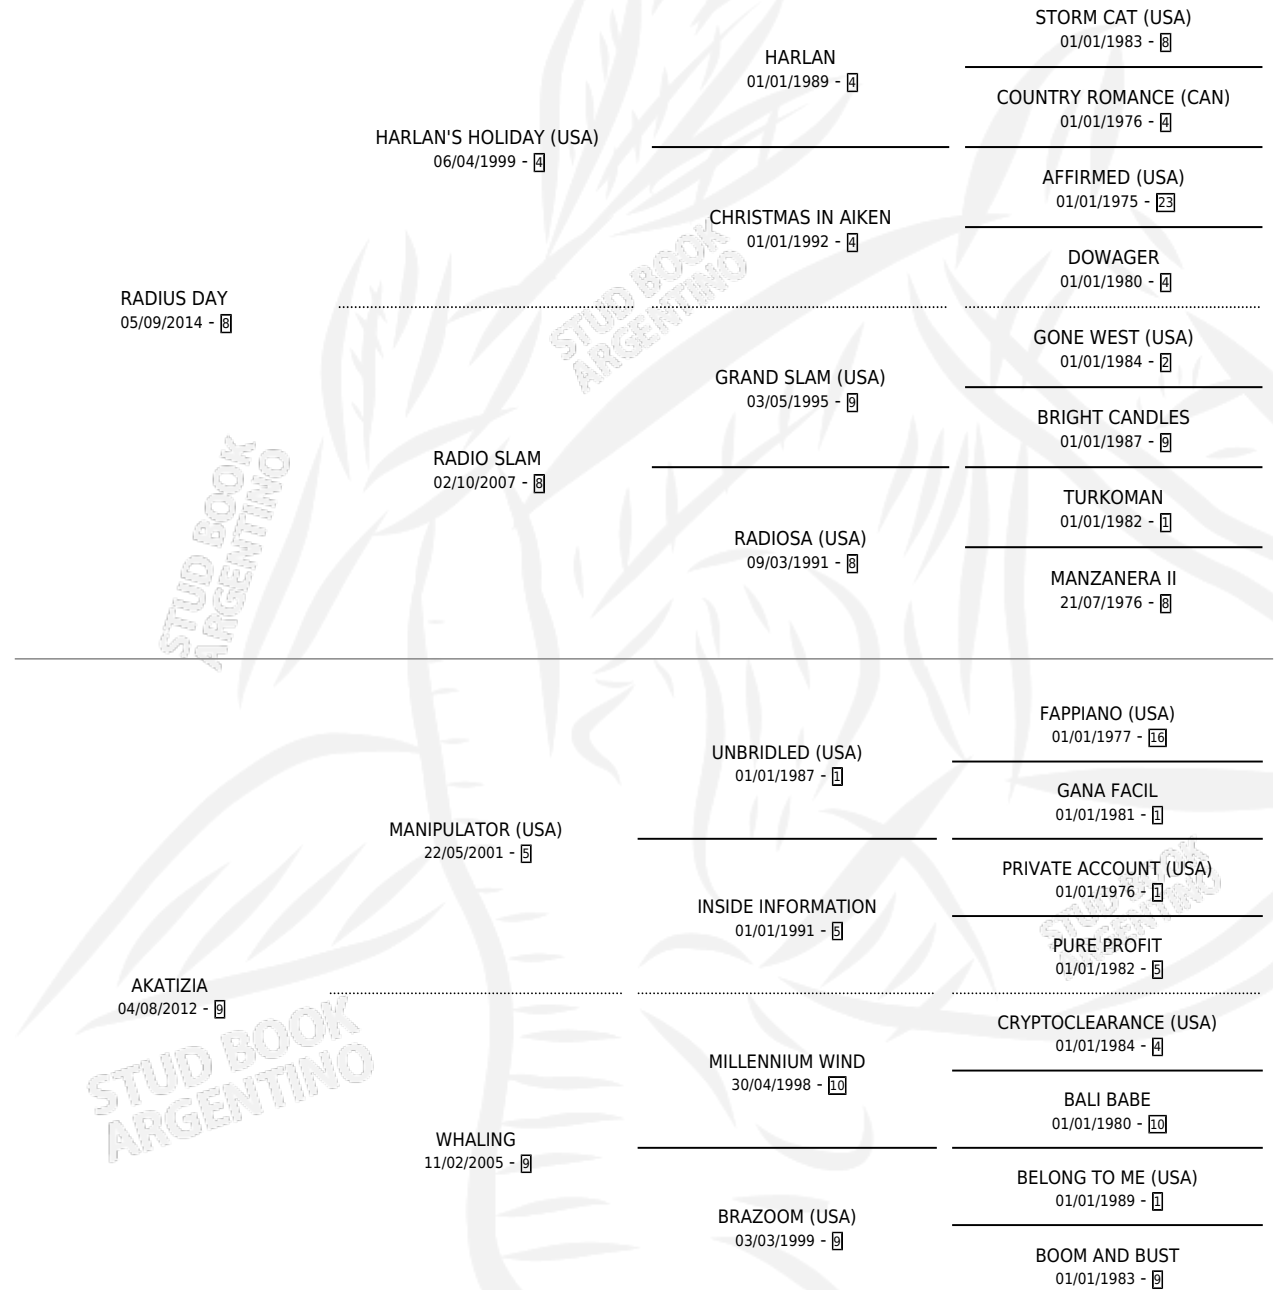 STORM CAT (USA)
01/01/1983 - 8
HARLAN
01/01/1989 - 4
COUNTRY ROMANCE (CAN)
01/01/1976 - 4
HARLAN'S HOLIDAY (USA)
06/04/1999 - 4
AFFIRMED (USA)
01/01/1975 - 23
CHRISTMAS IN AIKEN
01/01/1992 - 4
DOWAGER
01/01/1980 - 4
RADIUS DAY
05/09/2014 - 8
STUD BOOK
ARGENTINO
GONE WEST (USA)
01/01/1984 - 2
GRAND SLAM (USA)
03/05/1995 - 9
BRIGHT CANDLES
01/01/1987 - 9
RADIO SLAM
02/10/2007 - 8
TURKOMAN
01/01/1982 - 1
RADIOSA (USA)
09/03/1991 - 8
MANZANERA II
21/07/1976 - 8
STUD BOOK
ARGENTINO
FAPPIANO (USA)
01/01/1977 - 16
UNBRIDLED (USA)
01/01/1987 - 1
GANA FACIL
01/01/1981 - 1
MANIPULATOR (USA)
22/05/2001 - 5
PRIVATE ACCOUNT (USA)
01/01/1976 - 1
INSIDE INFORMATION
01/01/1991 - 5
PURE PROFIT
01/01/1982 - 5
STUD BOOK
ARGENTINO
AKATIZIA
04/08/2012 - 9
CRYPTOCLEARANCE (USA)
01/01/1984 - 4
MILLENNIUM WIND
30/04/1998 - 10
BALI BABE
01/01/1980 - 10
STUD BOOK
ARGENTINO
WHALING
11/02/2005 - 9
BELONG TO ME (USA)
01/01/1989 - 1
BRAZOOM (USA)
03/03/1999 - 9
BOOM AND BUST
01/01/1983 - 9